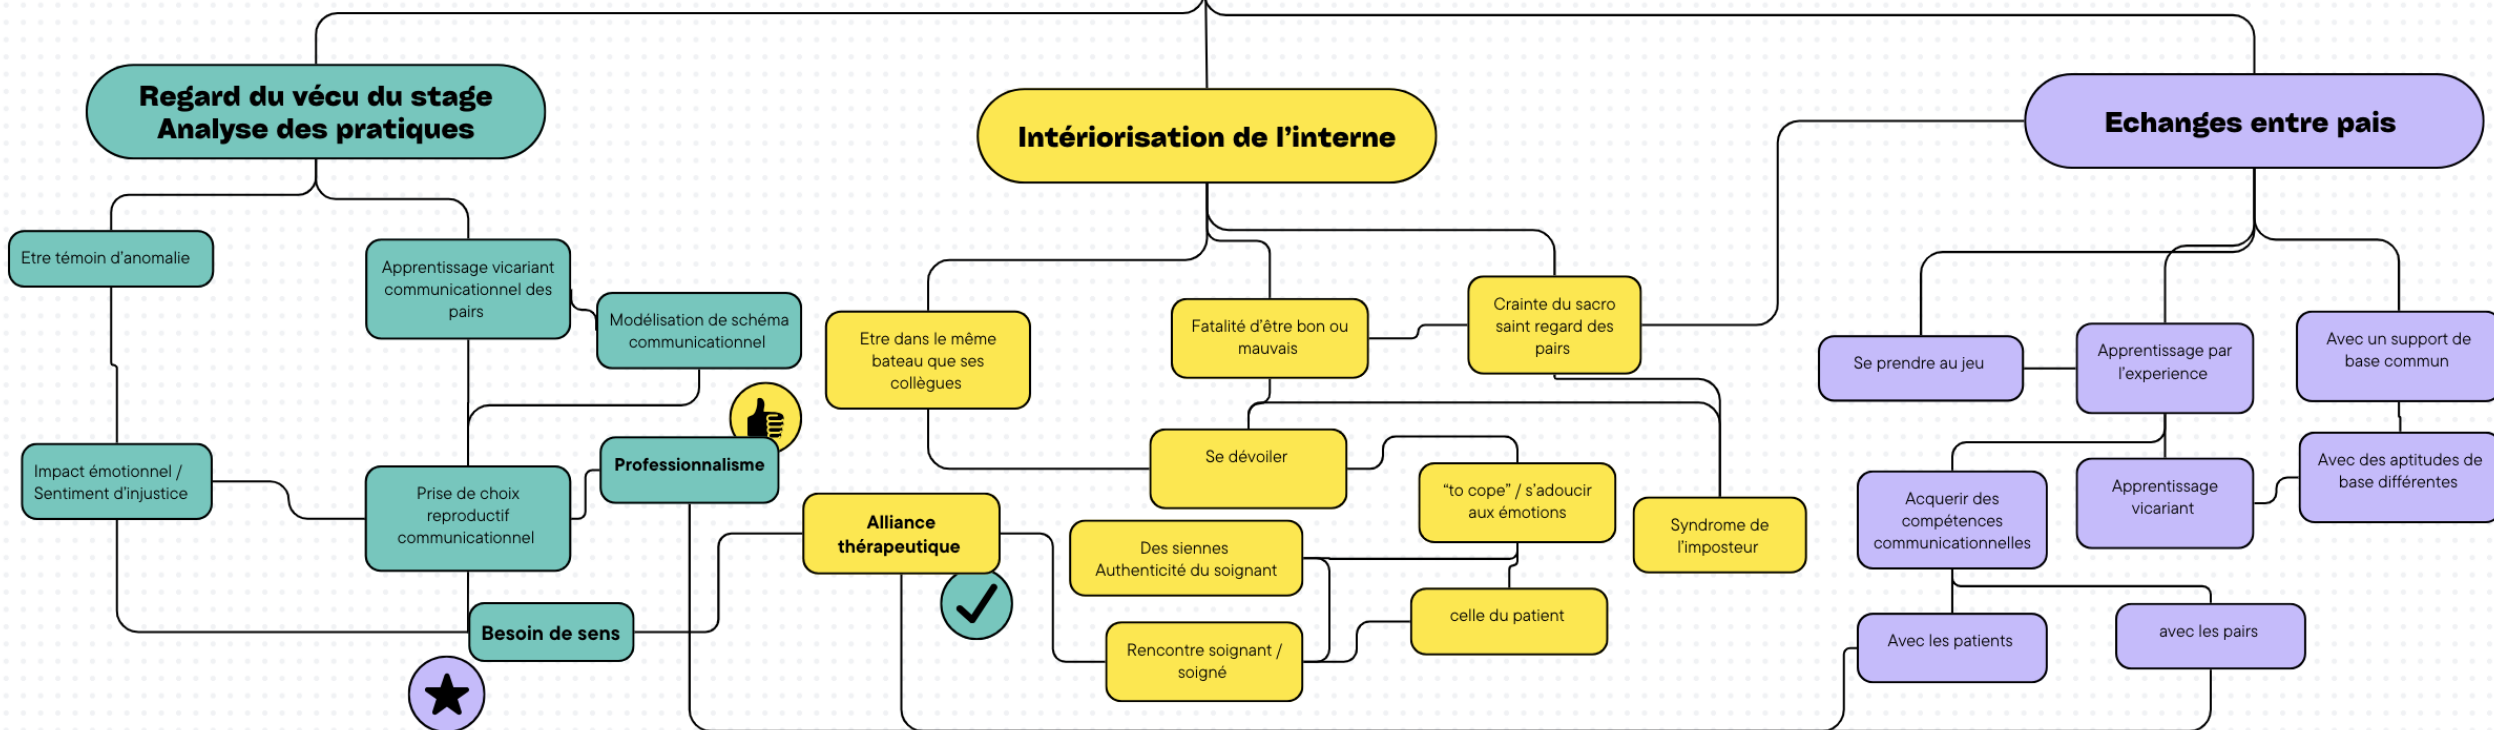 Regard du vécu du stage
Analyse des pratiques
Etre témoin d'anomalie
Apprentissage vicariant
communicationnel des
pairs
Modélisation de schéma
communicationnel
Impact émotionnel /
Sentiment d'injustice
Prise de choix
reproductif
communicationnel
Professionnalisme
Besoin de sens
Intériorisation de l'interne
Etre dans le même
bateau que ses
collègues
Fatalité d'être bon ou
mauvais
Crainte du sacro
saint regard des
pairs
Se dévoiler
"to cope" / s'adoucir
aux émotions
Syndrome de
l'imposteur
Alliance
thérapeutique
Des siennes
Authenticité du soignant
celle du patient
Rencontre soignant /
soigné
Echanges entre pais
Se prendre au jeu
Apprentissage par
l'experience
Avec un support de
base commun
Acquerir des
compétences
communicationnelles
Apprentissage
vicariant
Avec des aptitudes de
base différentes
Avec les patients
avec les pairs